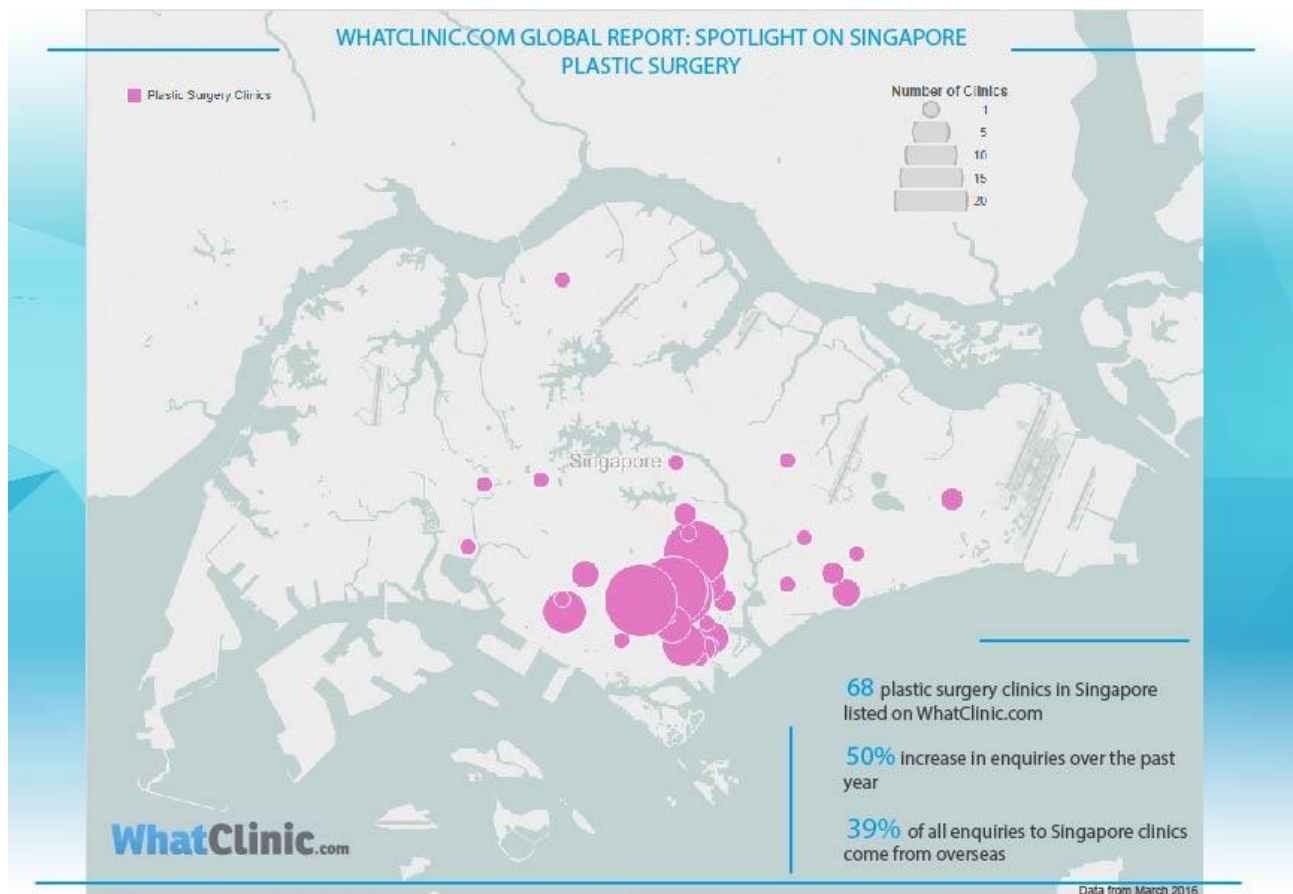 WHATCLINIC.COM GLOBAL REPORT: SPOTLIGHT ON SINGAPORE
PLASTIC SURGERY
Plastic Surgery Clinics
Number of Clinics
1
5
10
15
20
Singapore
68 plastic surgery clinics in Singapore
listed on WhatClinic.com
50% increase in enquiries over the past
year
39% of all enquiries to Singapore clinics
come from overseas
WhatClinic.com
Data from March 2016